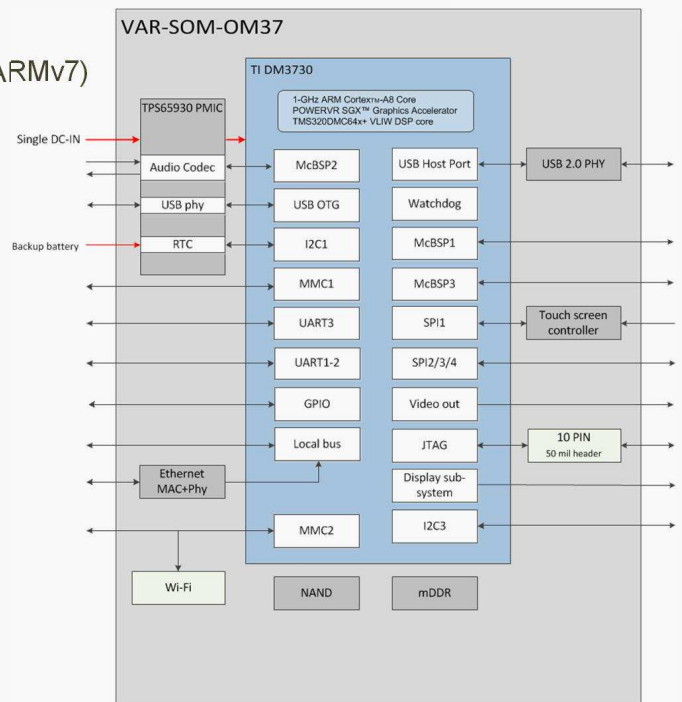 VAR-SOM-OM37
ARMv7)
TI DM3730
1-GHz ARM Cortex™-A8 Core
POWERVR SGX™ Graphics Accelerator
TMS320DMC64x+ VLIW DSP core
TPS65930 PMIC
Single DC-IN
Audio Codec
McBSP2
USB Host Port
USB 2.0 PHY
USB phy
USB OTG
Watchdog
Backup battery
RTC
I2C1
McBSP1
MMC1
McBSP3
UART3
SPI1
Touch screen
controller
UART1-2
SPI2/3/4
GPIO
Video out
Local bus
JTAG
10 PIN
50 mil header
Ethernet
MAC+Phy
Display sub-
system
MMC2
I2C3
Wi-Fi
NAND
mDDR